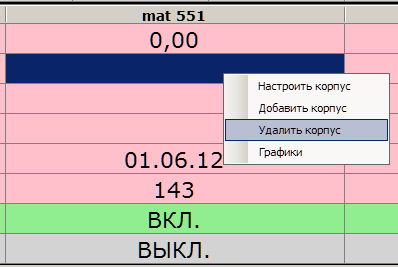 mat 551
0,00
Настроить корпус
Добавить корпус
Удалить корпус
Графики
01.06.12
143
ВКЛ.
ВЫКЛ.